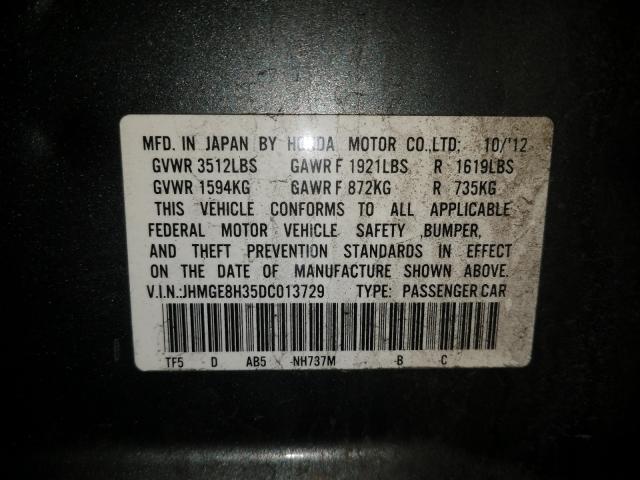 MFD. IN JAPAN BY HONDA MOTOR CO.,LTD; 10/'12
GVWR 3512LBS GAWR F 1921LBS R 1619LBS
GVWR 1594KG GAWR F 872KG R 735KG
THIS VEHICLE CONFORMS TO ALL APPLICABLE
FEDERAL MOTOR VEHICLE SAFETY ,BUMPER,
AND THEFT PREVENTION STANDARDS IN EFFECT
ON THE DATE OF MANUFACTURE SHOWN ABOVE.
V.I.N.:JHMGE8H35DC013729 TYPE: PASSENGER CAR
TF5 D AB5 -NH737M - -B -C